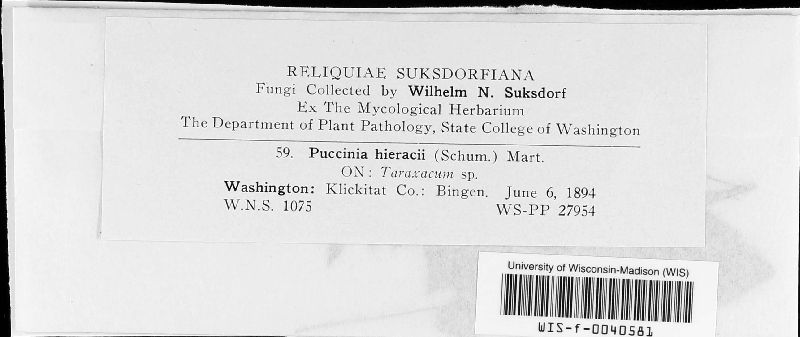 RELIQUIAE SUKSDORFIANA
Fungi Collected by Wilhelm N. Suksdorf
Ex The Mycological Herbarium
The Department of Plant Pathology, State College of Washington
59. Puccinia hieracii (Schum.) Mart.
ON: Taraxacum sp.
Washington: Klickitat Co.: Bingen. June 6, 1894
W.N.S. 1075 WS-PP 27954
University of Wisconsin-Madison (WIS)
WIS-f-0040581